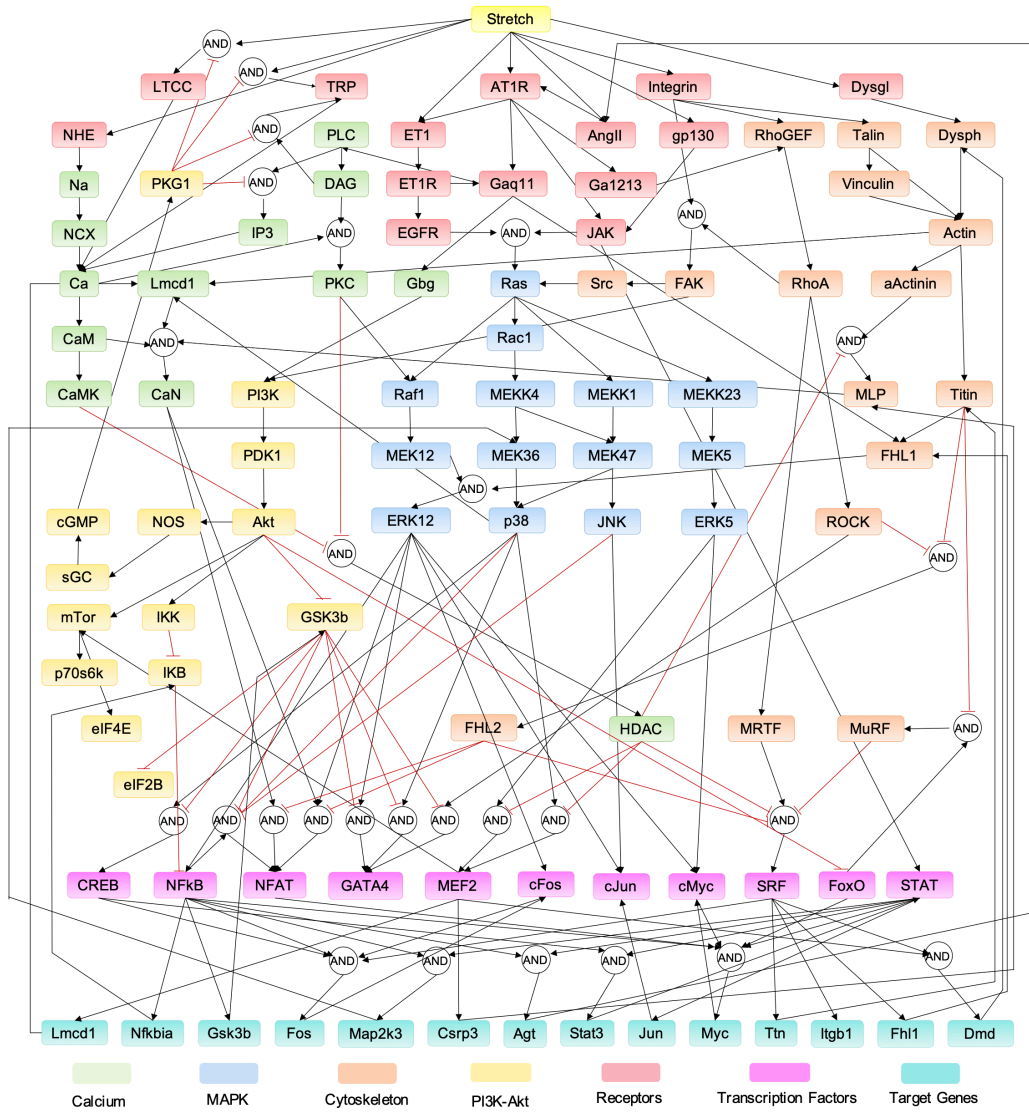 Stretch
AND
LTCC
AND
TRP
AT1R
Integrin
Dysgl
NHE
AND
PLC
ET1
AngII
gp130
RhoGEF
Talin
Dysph
Na
PKG1
AND
DAG
ET1R
Gaq11
Ga1213
Vinculin
NCX
IP3
AND
EGFR
AND
JAK
AND
Actin
Ca
Lmcd1
PKC
Gbg
Ras
Src
FAK
RhoA
aActinin
CaM
AND
Rac1
AND
CaMK
CaN
PI3K
Raf1
MEKK4
MEKK1
MEKK23
MLP
Titin
PDK1
MEK12
MEK36
MEK47
MEK5
FHL1
AND
cGMP
NOS
Akt
ERK12
p38
JNK
ERK5
ROCK
AND
AND
sGC
mTor
IKK
GSK3b
p70s6k
IKB
eIF4E
FHL2
HDAC
MRTF
MuRF
AND
eIF2B
AND
AND
AND
AND
AND
AND
AND
AND
AND
AND
CREB
NFkB
NFAT
GATA4
MEF2
cFos
cJun
cMyc
SRF
FoxO
STAT
AND
AND
AND
AND
AND
AND
Lmcd1
Nfkbia
Gsk3b
Fos
Map2k3
Csrp3
Agt
Stat3
Jun
Myc
Ttn
Itgb1
Fhl1
Dmd
Calcium
MAPK
Cytoskeleton
PI3K-Akt
Receptors
Transcription Factors
Target Genes